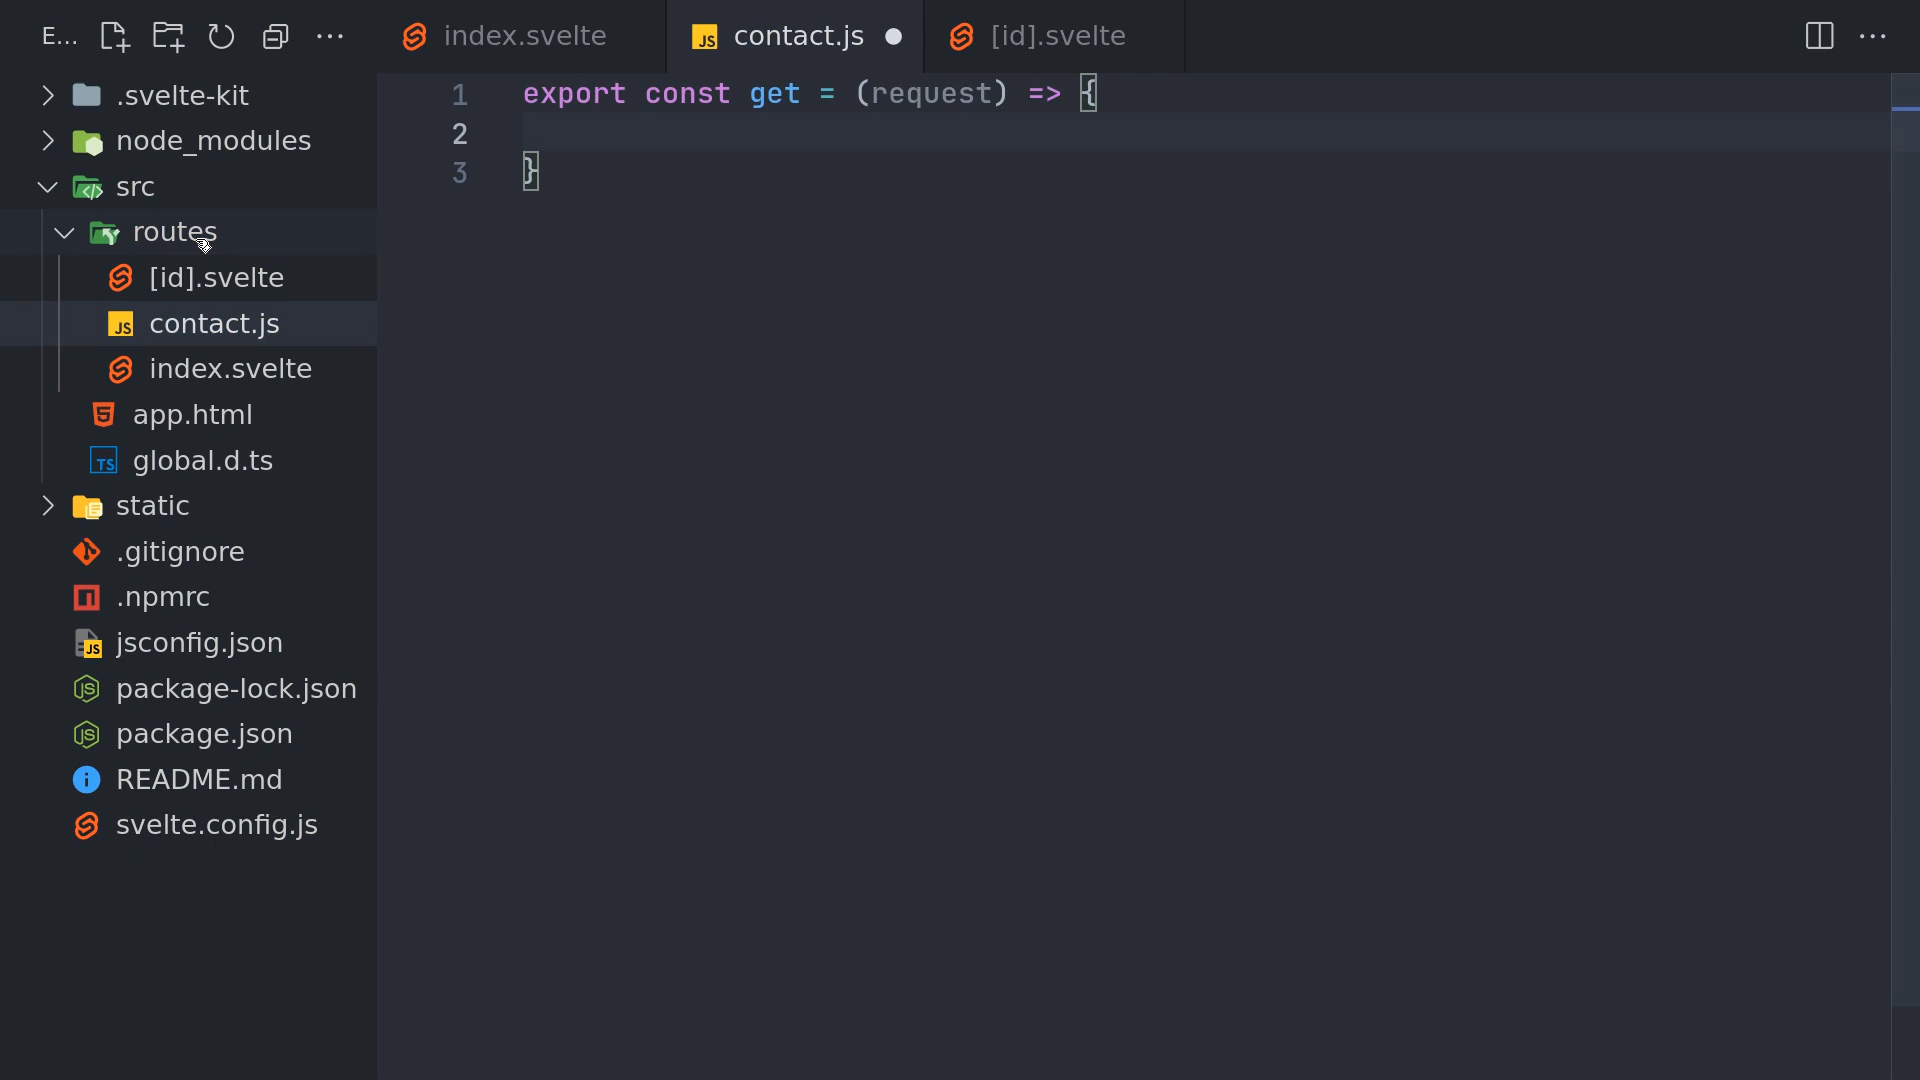 E...
index.svelte
contact.js
[id].svelte
.svelte-kit
node_modules
src
routes
[id].svelte
contact.js
index.svelte
app.html
global.d.ts
static
.gitignore
.npmrc
jsconfig.json
package-lock.json
package.json
README.md
svelte.config.js
1 export const get = (request) => {
2
3 }